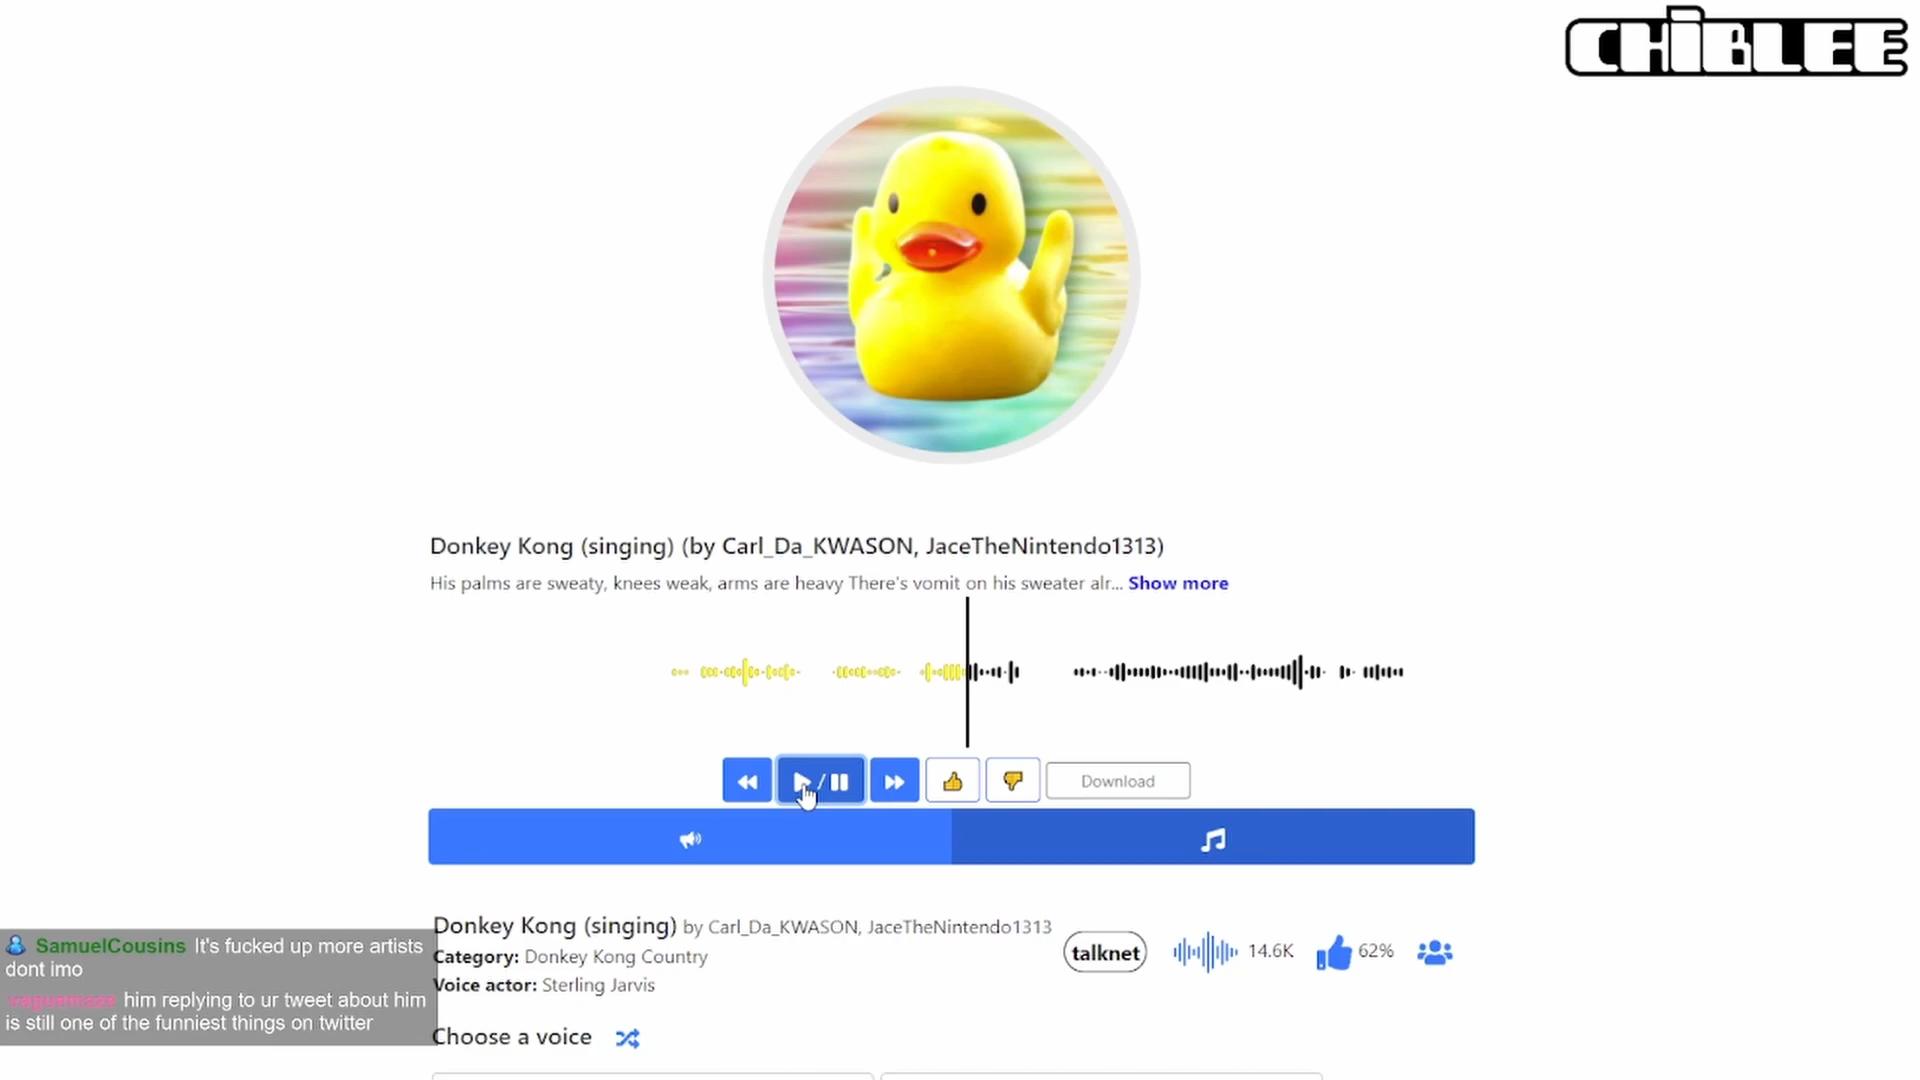 CHIBLEE
Donkey Kong (singing) (by Carl_Da_KWASON, JaceTheNintendo1313)
His palms are sweaty, knees weak, arms are heavy There's vomit on his sweater alr... Show more
/
Download
Donkey Kong (singing) by Carl_Da_KWASON, JaceTheNintendo1313
Category: Donkey Kong Country
Voice actor: Sterling Jarvis
talknet 14.6K 62%
Choose a voice
SamuelCousins It's fucked up more artists
dont imo
him replying to ur tweet about him
is still one of the funniest things on twitter